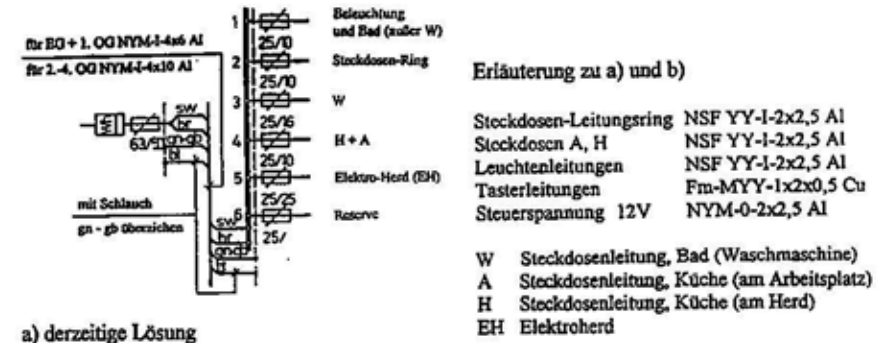 für EG + 1. OG NYM-I-4x6 Al
für 2.-4. OG NYM-I-4x10 Al
sw
br
gn-gb
bl
63/50
mit Schlauch
gn - gb überziehen
sw
br
gn-gb
bl
1
25/10
Beleuchtung
und Bad (außer W)
2
25/10
Steckdosen-Ring
3
25/16
W
4
25/10
H + A
5
25/25
Elektro-Herd (EH)
6
25/
Reserve
a) derzeitige Lösung
Erläuterung zu a) und b)
Steckdosen-Leitungsring NSF YY-I-2x2,5 Al
Steckdosen A, H NSF YY-I-2x2,5 Al
Leuchtenleitungen NSF YY-I-2x2,5 Al
Tasterleitungen Fm-MYY-1x2x0,5 Cu
Steuerspannung 12V NYM-0-2x2,5 Al
W Steckdosenleitung, Bad (Waschmaschine)
A Steckdosenleitung, Küche (am Arbeitsplatz)
H Steckdosenleitung, Küche (am Herd)
EH Elektroherd